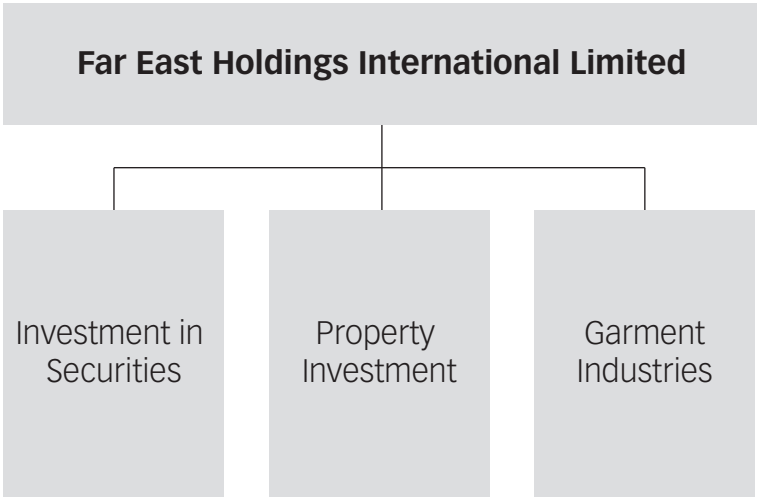 Far East Holdings International Limited
Investment in
Securities
Property
Investment
Garment
Industries